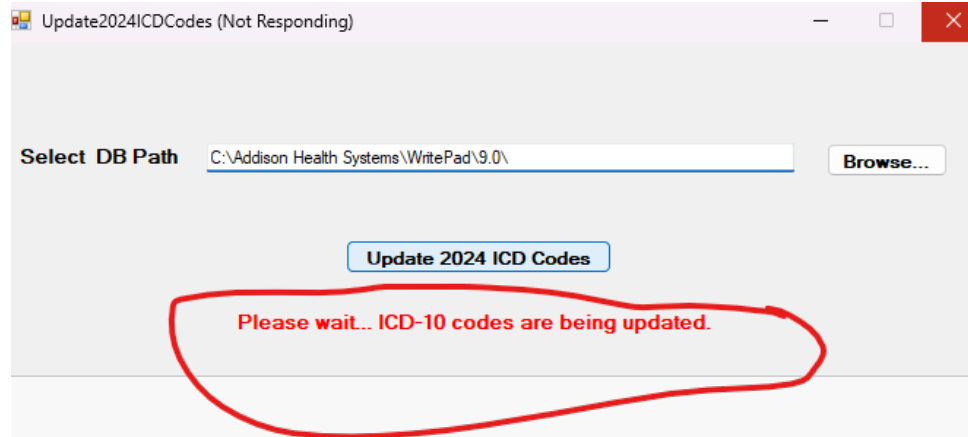 Update2024ICDCodes (Not Responding)
Select DB Path C:\Addison Health Systems\WritePad\9.0\ Browse...
Update 2024 ICD Codes
Please wait... ICD-10 codes are being updated.